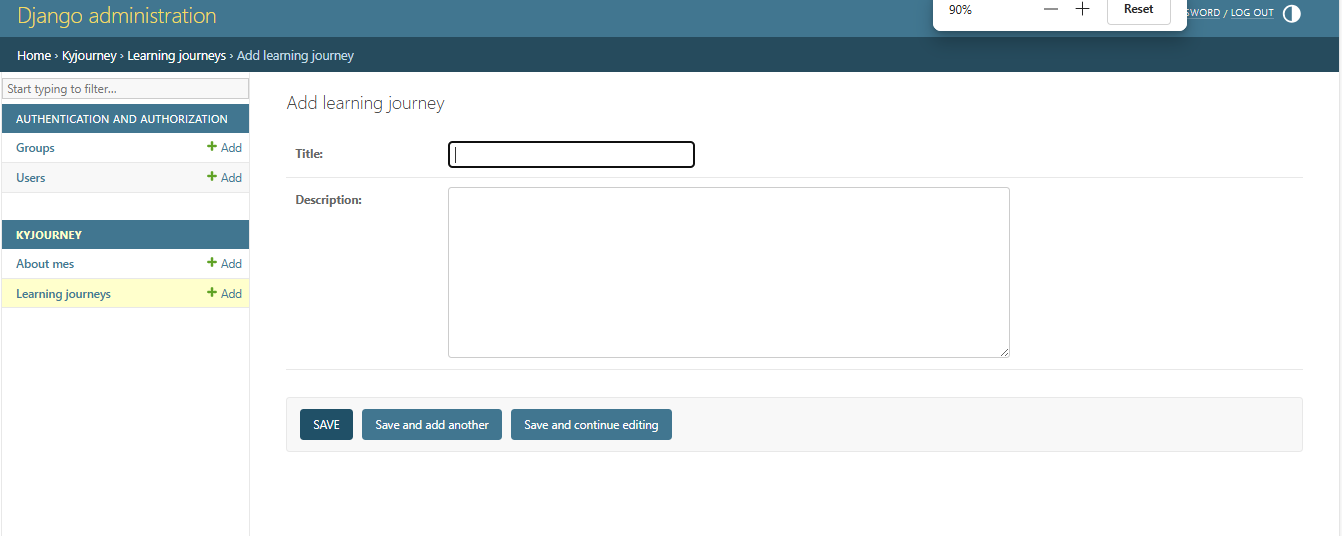 Django administration
90% — + Reset
/ LOG OUT
Home › Kyjourney › Learning journeys › Add learning journey
Start typing to filter...
AUTHENTICATION AND AUTHORIZATION
Groups + Add
Users + Add
KYJOURNEY
About mes + Add
Learning journeys + Add
Add learning journey
Title:
Description:
SAVE Save and add another Save and continue editing